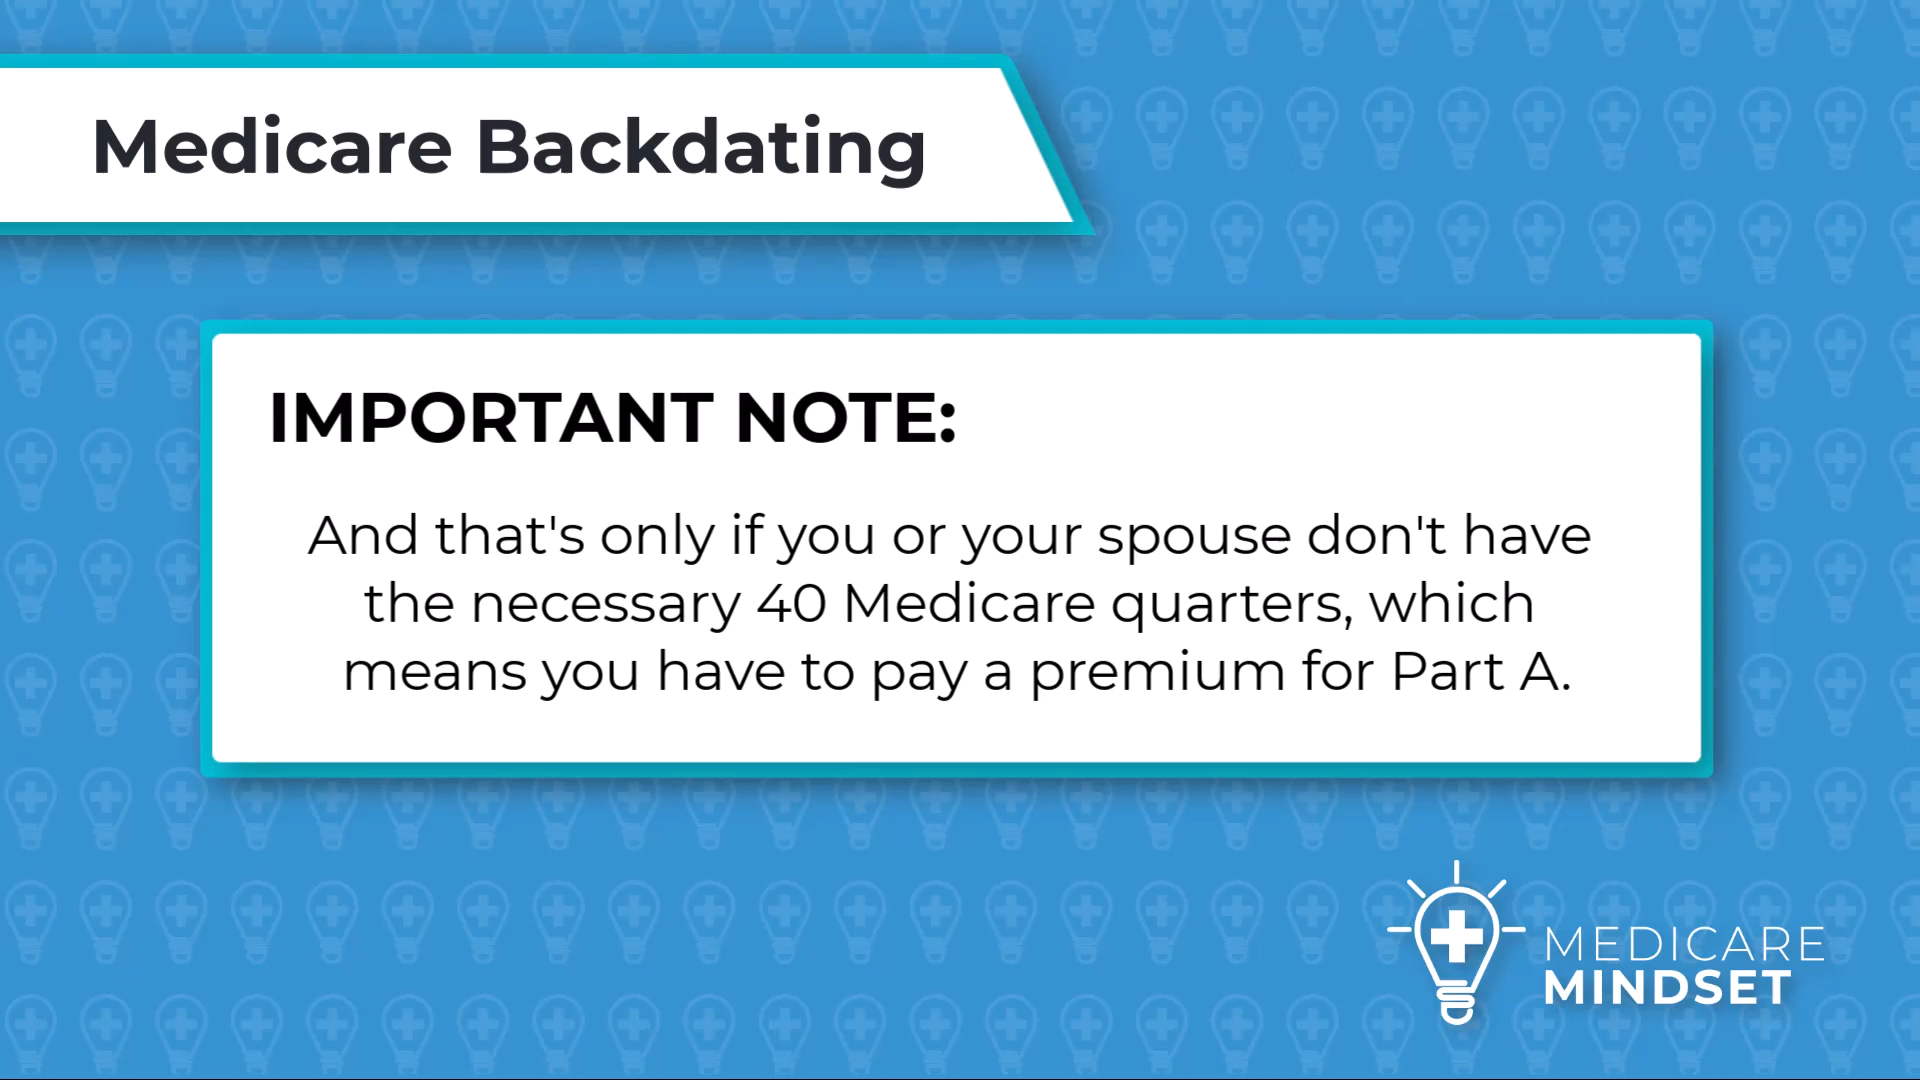 Medicare Backdating
IMPORTANT NOTE:
And that's only if you or your spouse don't have
the necessary 40 Medicare quarters, which
means you have to pay a premium for Part A.
MEDICARE
MINDSET